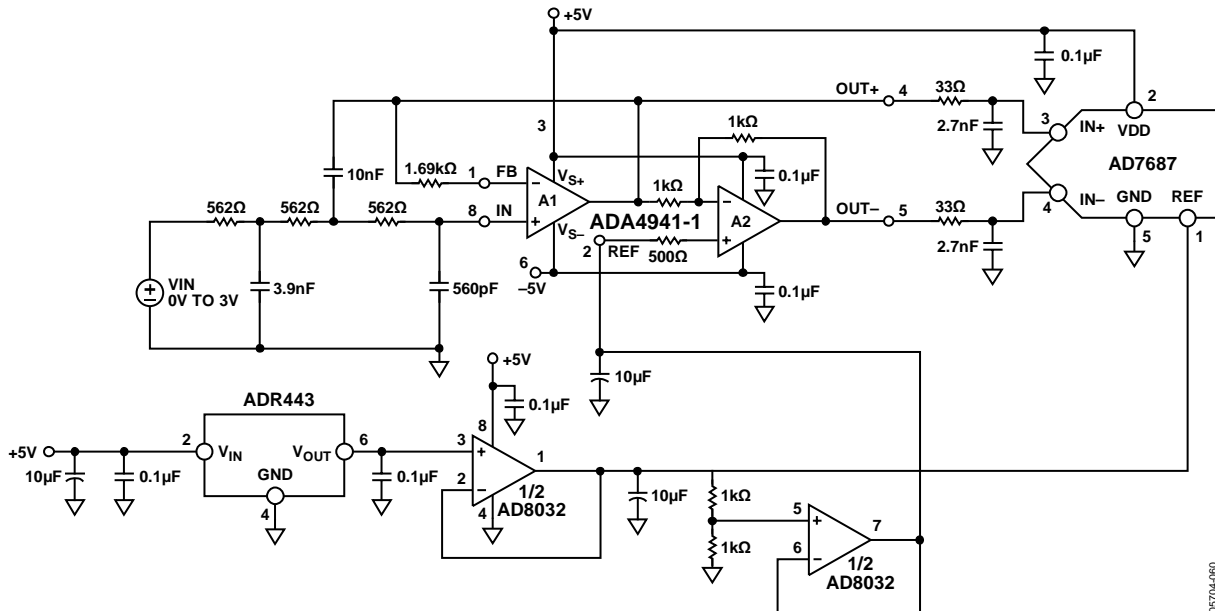 +5V
0.1µF
OUT+ 4
33Ω
2
3
IN+
VDD
2.7nF
AD7687
3
1kΩ
10nF
1.69kΩ
1
FB
VS+
A1
0.1µF
1kΩ
A2
IN–
GND
REF
4
562Ω
562Ω
562Ω
8
IN
ADA4941-1
OUT–
5
33Ω
VS–
2
REF
500Ω
2.7nF
5
1
6
–5V
VIN
0V TO 3V
3.9nF
560pF
0.1µF
+5V
10µF
ADR443
0.1µF
8
+5V
2
VIN
VOUT
6
3
1
10µF
0.1µF
GND
0.1µF
2
1/2
AD8032
10µF
1kΩ
5
7
4
4
1kΩ
6
1/2
AD8032
05704-060